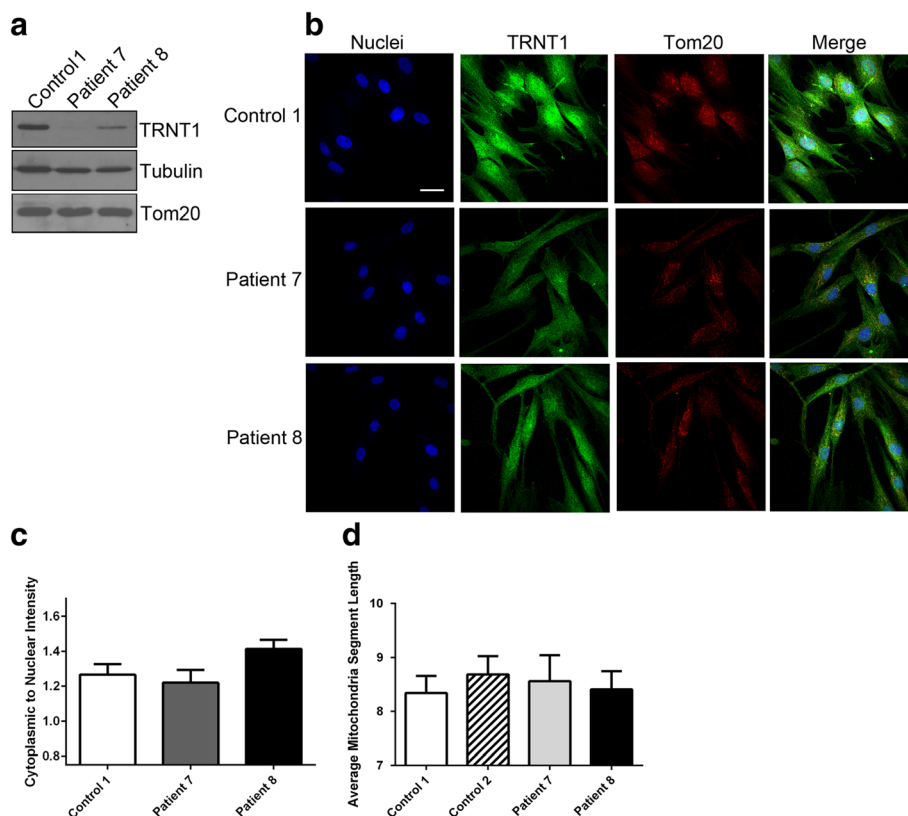 a
Control 1
Patient 7
Patient 8
TRNT1
Tubulin
Tom20
b
Nuclei TRNT1 Tom20 Merge
Control 1
Patient 7
Patient 8
c
Cytoplasmic to Nuclear Intensity
1.6
1.4
1.2
1.0
0.8
Control 1
Patient 7
Patient 8
d
Average Mitochondria Segment Length
10
9
8
7
Control 1
Control 2
Patient 7
Patient 8